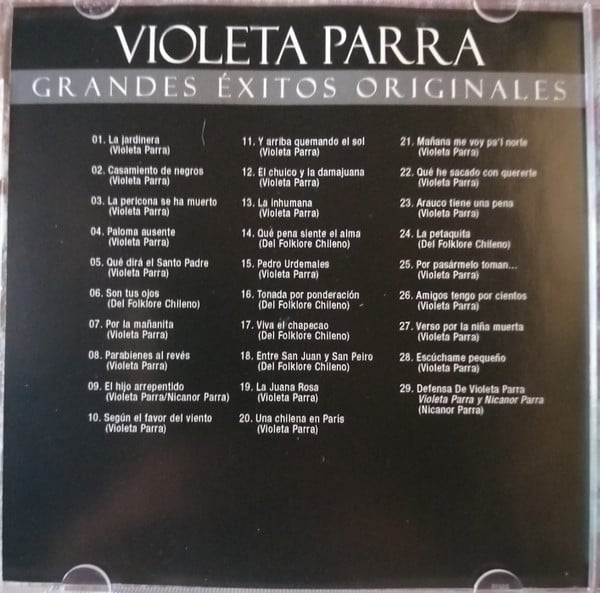 VIOLETA PARRA
GRANDES ÉXITOS ORIGINALES
01. La jardinera
(Violeta Parra)
02. Casamiento de negros
(Violeta Parra)
03. La pericona se ha muerto
(Violeta Parra)
04. Paloma ausente
(Violeta Parra)
05. Qué dirá el Santo Padre
(Violeta Parra)
06. Son tus ojos
(Del Folklore Chileno)
07. Por la mañanita
(Violeta Parra)
08. Parabienes al revés
(Violeta Parra)
09. El hijo arrepentido
(Violeta Parra/Nicanor Parra)
10. Según el favor del viento
(Violeta Parra)
11. Y arriba quemando el sol
(Violeta Parra)
12. El chuico y la damajuana
(Violeta Parra)
13. La inhumana
(Violeta Parra)
14. Qué pena siente el alma
(Del Folklore Chileno)
15. Pedro Urdemales
(Violeta Parra)
16. Tonada por ponderación
(Del Folklore Chileno)
17. Viva el chapecao
(Del Folklore Chileno)
18. Entre San Juan y San Peiro
(Del Folklore Chileno)
19. La Juana Rosa
(Violeta Parra)
20. Una chilena en Paris
(Violeta Parra)
21. Mañana me voy pa'l norte
(Violeta Parra)
22. Qué he sacado con quererte
(Violeta Parra)
23. Arauco tiene una pena
(Violeta Parra)
24. La petaquita
(Del Folklore Chileno)
25. Por pasármelo toman...
(Violeta Parra)
26. Amigos tengo por cientos
(Violeta Parra)
27. Verso por la niña muerta
(Violeta Parra)
28. Escúchame pequeño
(Violeta Parra)
29. Defensa De Violeta Parra
Violeta Parra y Nicanor Parra
(Nicanor Parra)